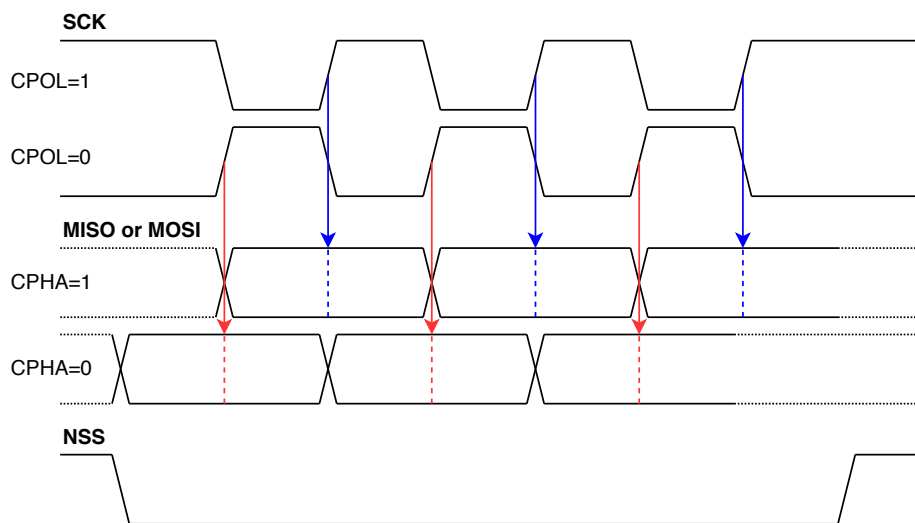 SCK
CPOL=1
CPOL=0
MISO or MOSI
CPHA=1
CPHA=0
NSS